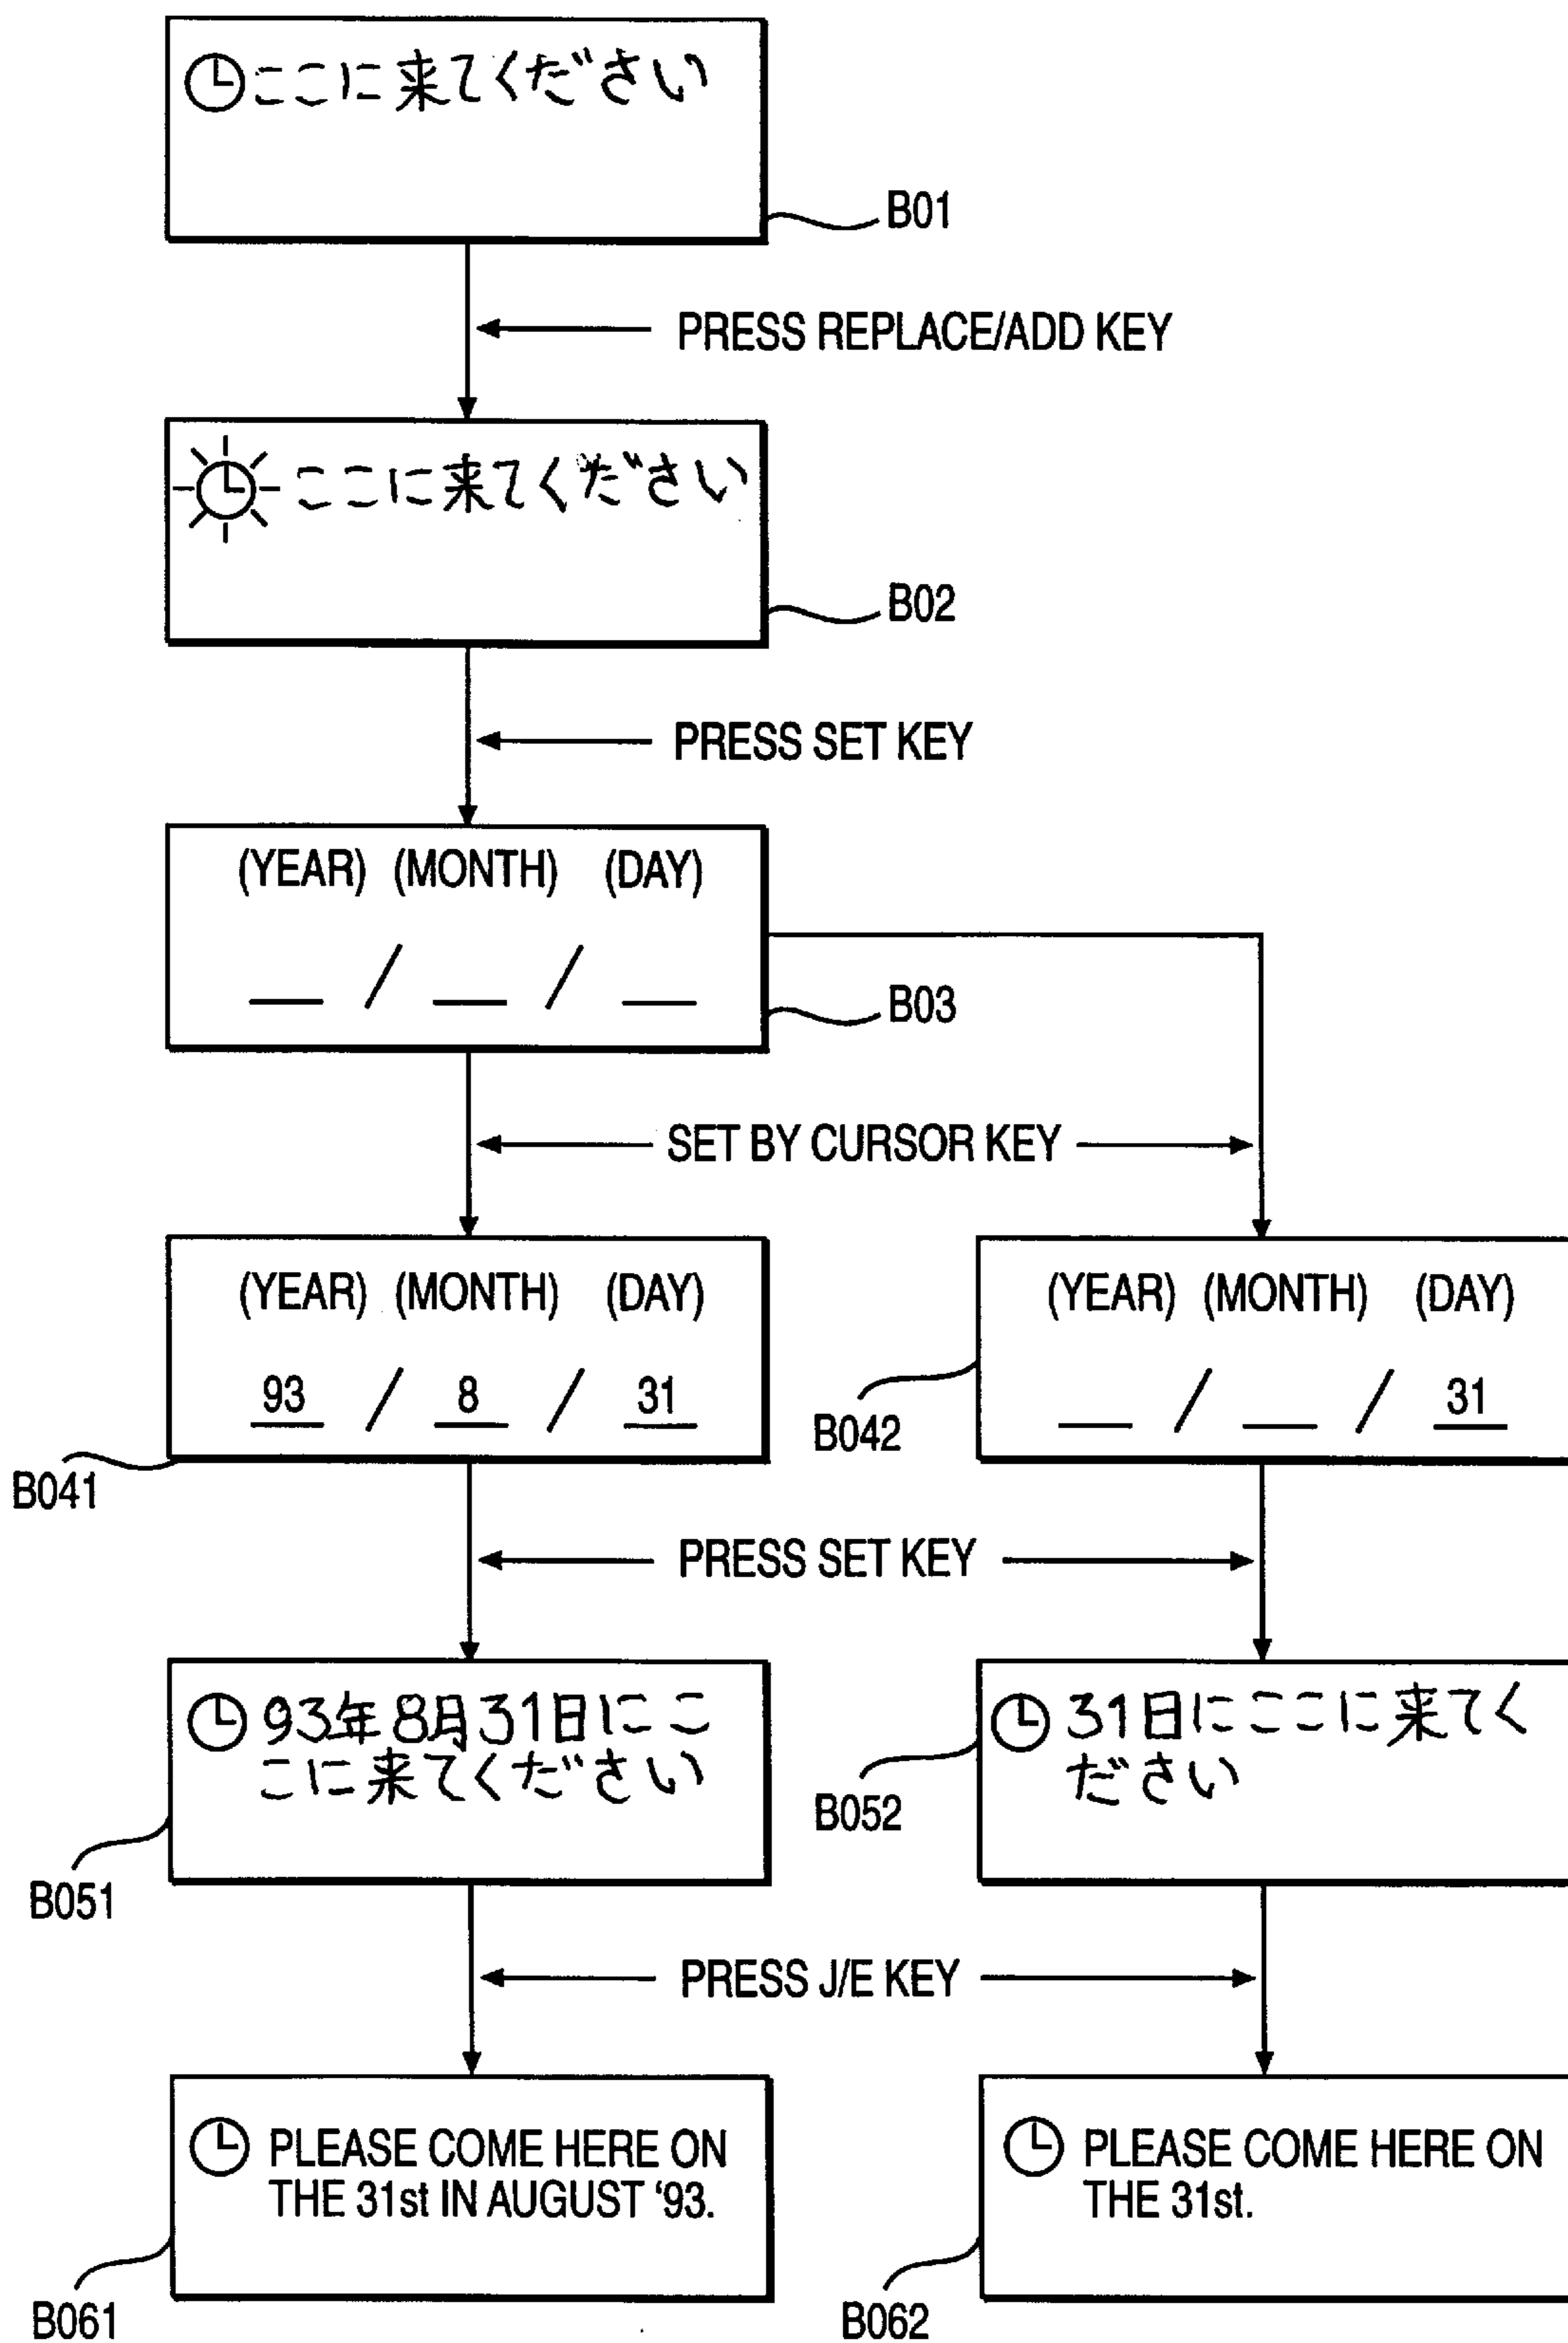 ここに来てください
B01
PRESS REPLACE/ADD KEY
ここに来てください
B02
PRESS SET KEY
(YEAR) (MONTH) (DAY)
__ / __ / __
B03
SET BY CURSOR KEY
(YEAR) (MONTH) (DAY)
93 / 8 / 31
B041
(YEAR) (MONTH) (DAY)
__ / __ / 31
B042
PRESS SET KEY
93年8月31日にこ
こに来てください
B051
31日にここに来てく
ださい
B052
PRESS J/E KEY
PLEASE COME HERE ON
THE 31st IN AUGUST '93.
B061
PLEASE COME HERE ON
THE 31st.
B062